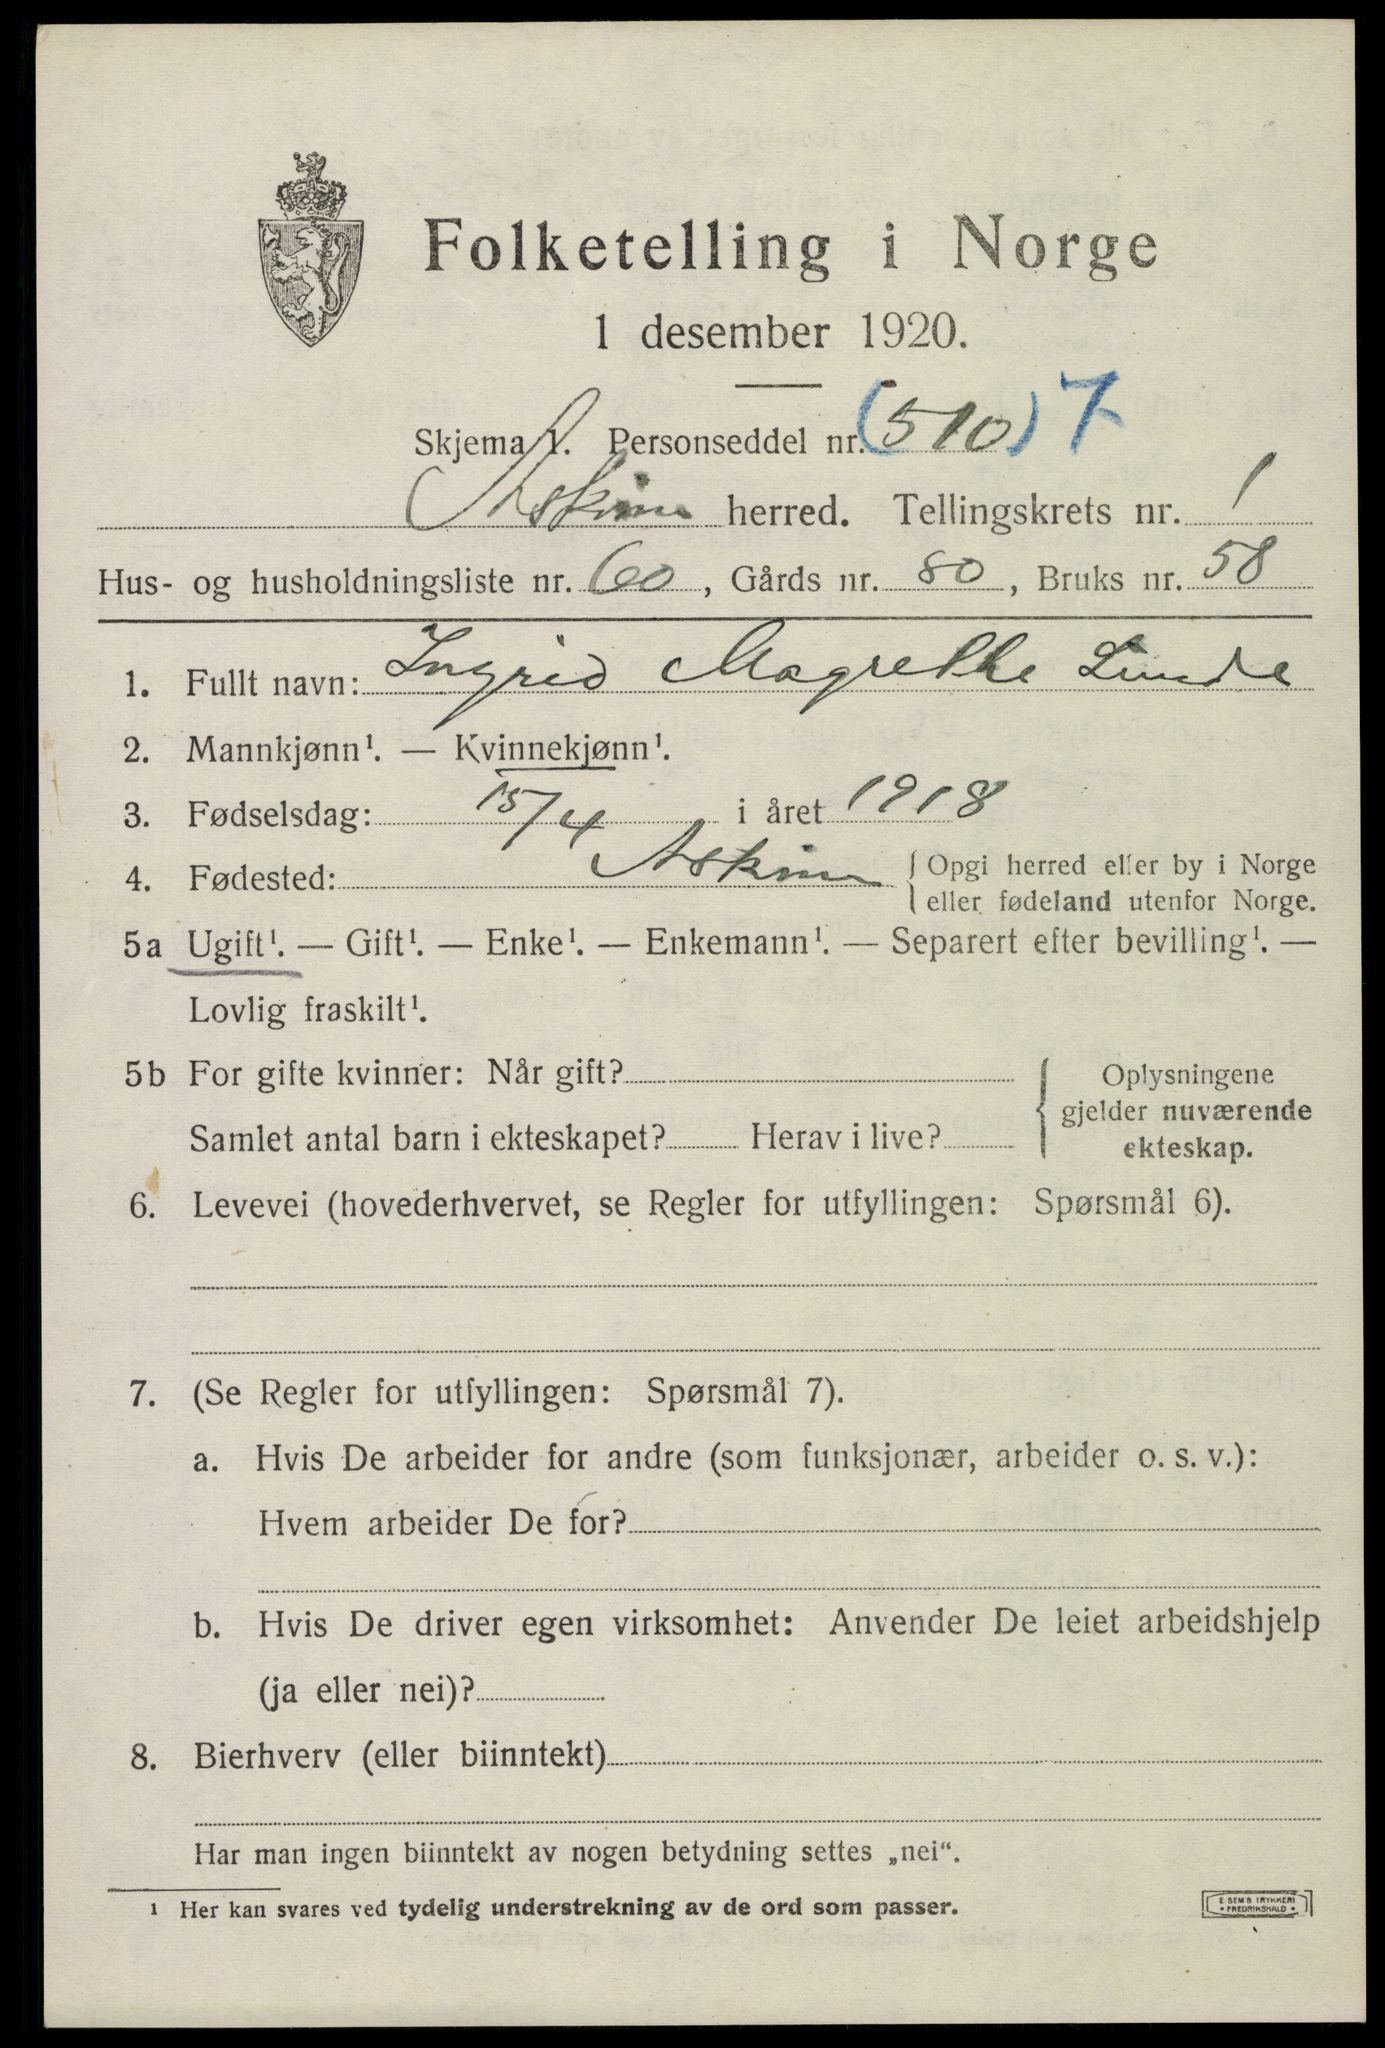 Folketelling i Norge
1 desember 1920.
Skjema 1. Personseddel nr. (510) 7
Askim herred. Tellingskrets nr. 1
Hus- og husholdningsliste nr. 60, Gårds nr. 80, Bruks nr. 58
1. Fullt navn: Ingrid Magrethe Lunde
2. Mannkjønn¹. — Kvinnekjønn¹.
3. Fødselsdag: 15/4 i året 1918
4. Fødested: Askim { Opgi herred eller by i Norge
eller fødeland utenfor Norge.
5a Ugift¹. — Gift¹. — Enke¹. — Enkemann¹. — Separert efter bevilling¹. —
Lovlig fraskilt¹.
5b For gifte kvinner: Når gift?
Samlet antal barn i ekteskapet? Herav i live?
Oplysningene
gjelder nuværende
ekteskap.
6. Levevei (hovederhvervet, se Regler for utfyllingen: Spørsmål 6).
7. (Se Regler for utfyllingen: Spørsmål 7).
a. Hvis De arbeider for andre (som funksjonær, arbeider o. s. v.):
Hvem arbeider De for?
b. Hvis De driver egen virksomhet: Anvender De leiet arbeidshjelp
(ja eller nei)?
8. Bierhverv (eller biinntekt)
Har man ingen biinntekt av nogen betydning settes „nei“.
¹ Her kan svares ved tydelig understrekning av de ord som passer.
E. SEM'S TRYKKERI
• FREDRIKSHALD •